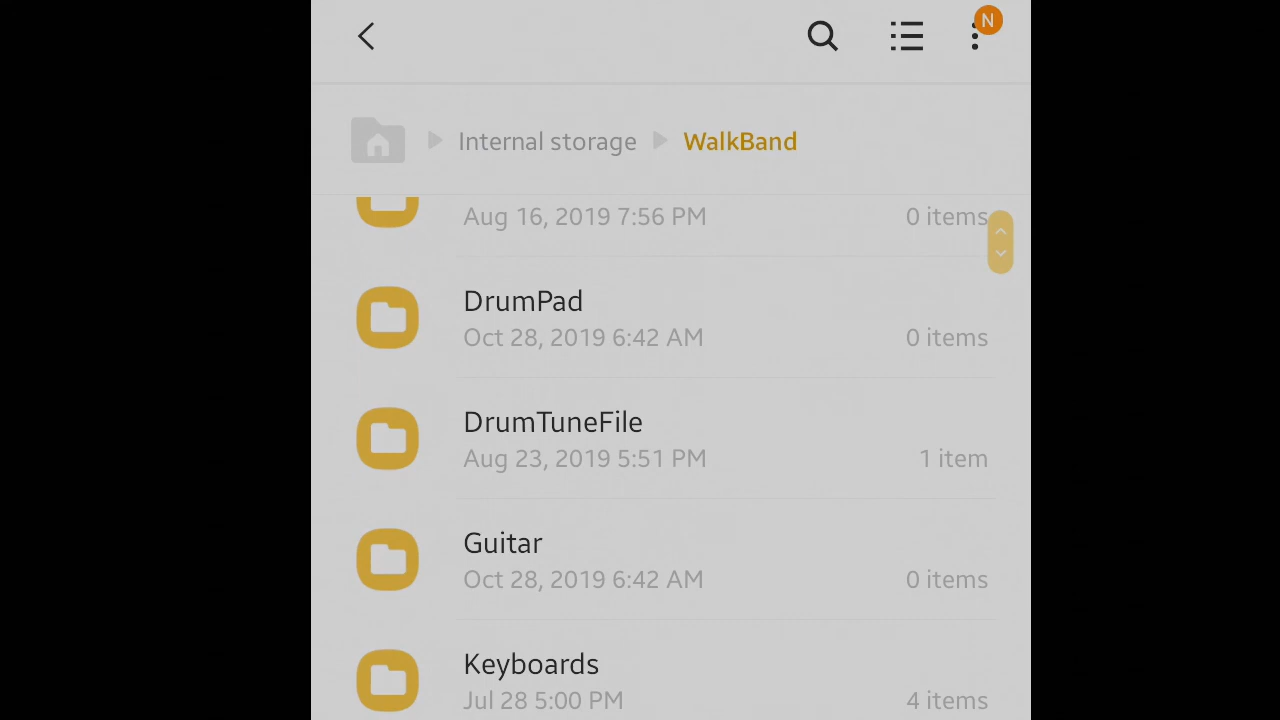 N
Internal storage WalkBand
Aug 16, 2019 7:56 PM 0 items
DrumPad
Oct 28, 2019 6:42 AM 0 items
DrumTuneFile
Aug 23, 2019 5:51 PM 1 item
Guitar
Oct 28, 2019 6:42 AM 0 items
Keyboards
Jul 28 5:00 PM 4 items